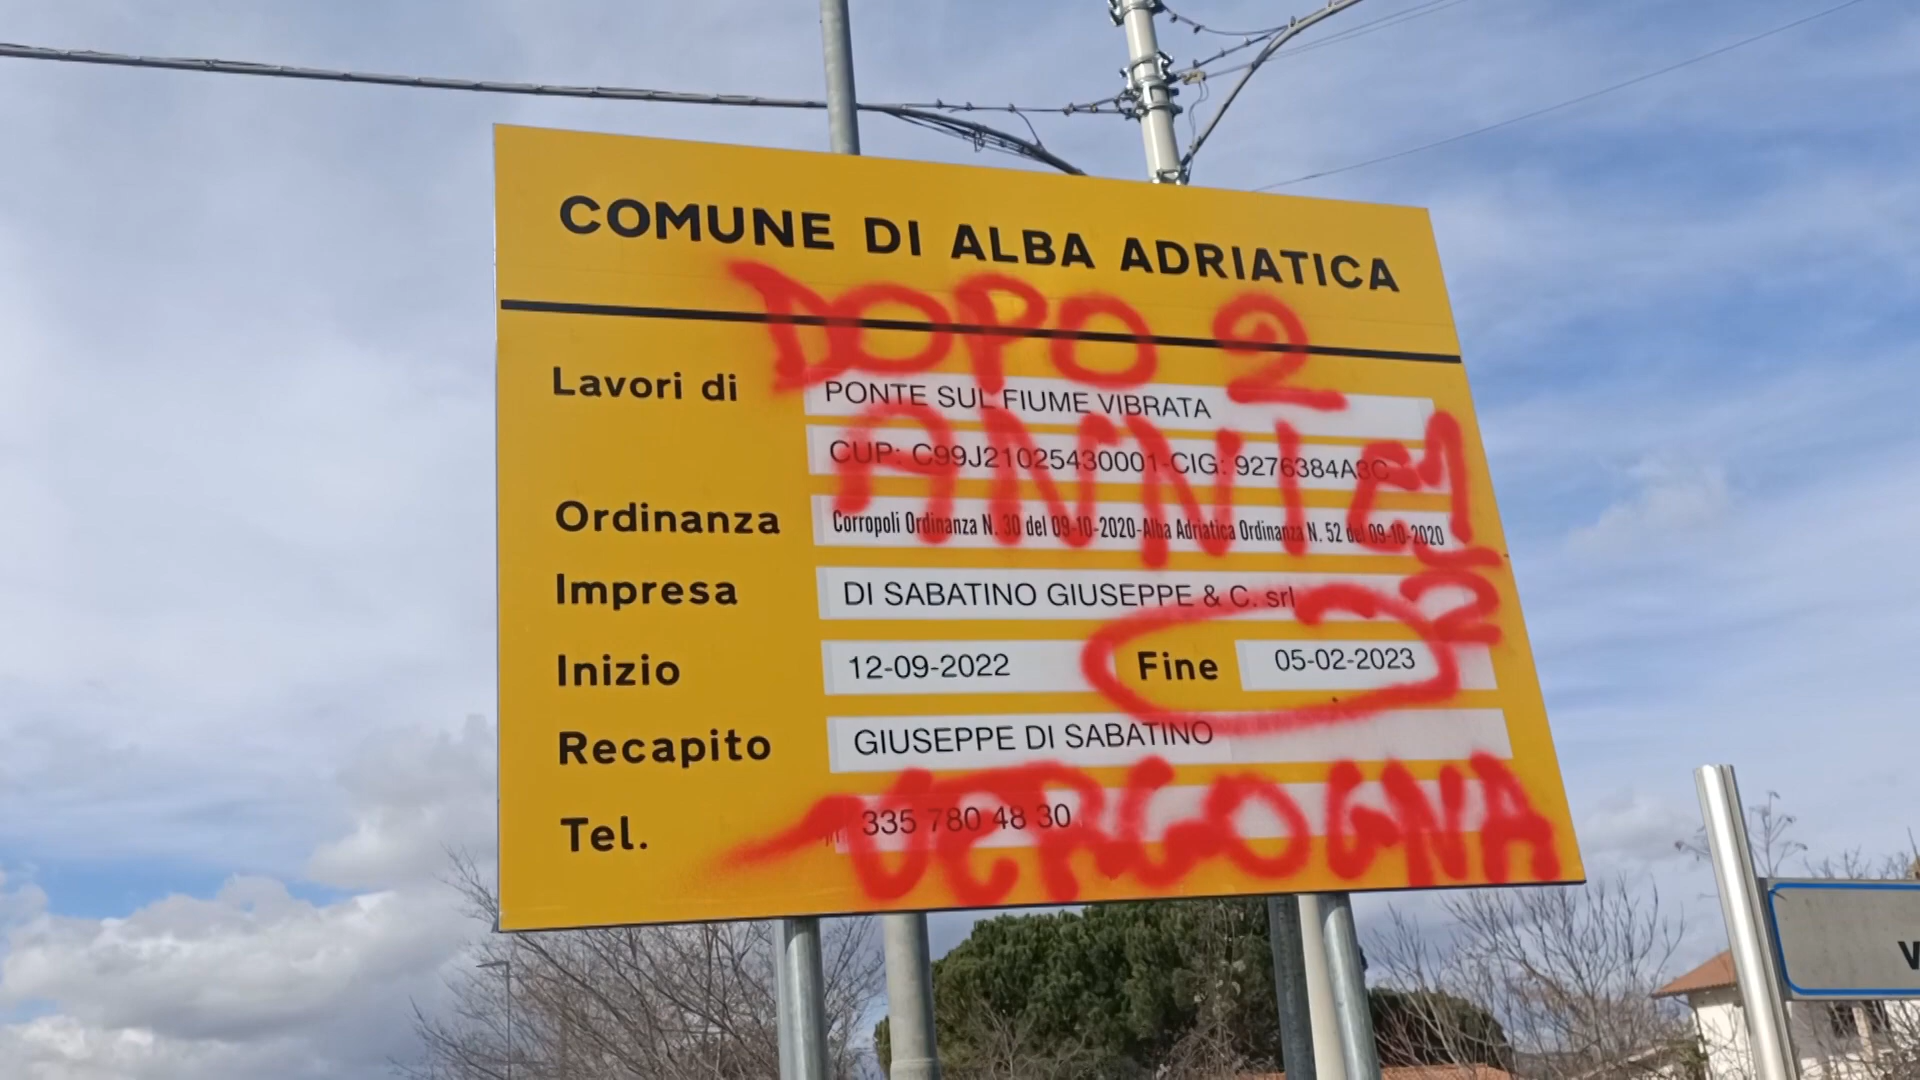 COMUNE DI ALBA ADRIATICA
DOPO 2
Lavori di PONTE SUL FIUME VIBRATA
CUP: C99J21025430001-CIG: 9276384A3C
ANNI
Ordinanza Corropoli Ordinanza N. 30 del 09-10-2020-Alba Adriatica Ordinanza N. 52 del 09-10-2020
Impresa DI SABATINO GIUSEPPE & C. srl
Inizio 12-09-2022 Fine 05-02-2023
Recapito GIUSEPPE DI SABATINO
Tel. 335 780 48 30
VERGOGNA